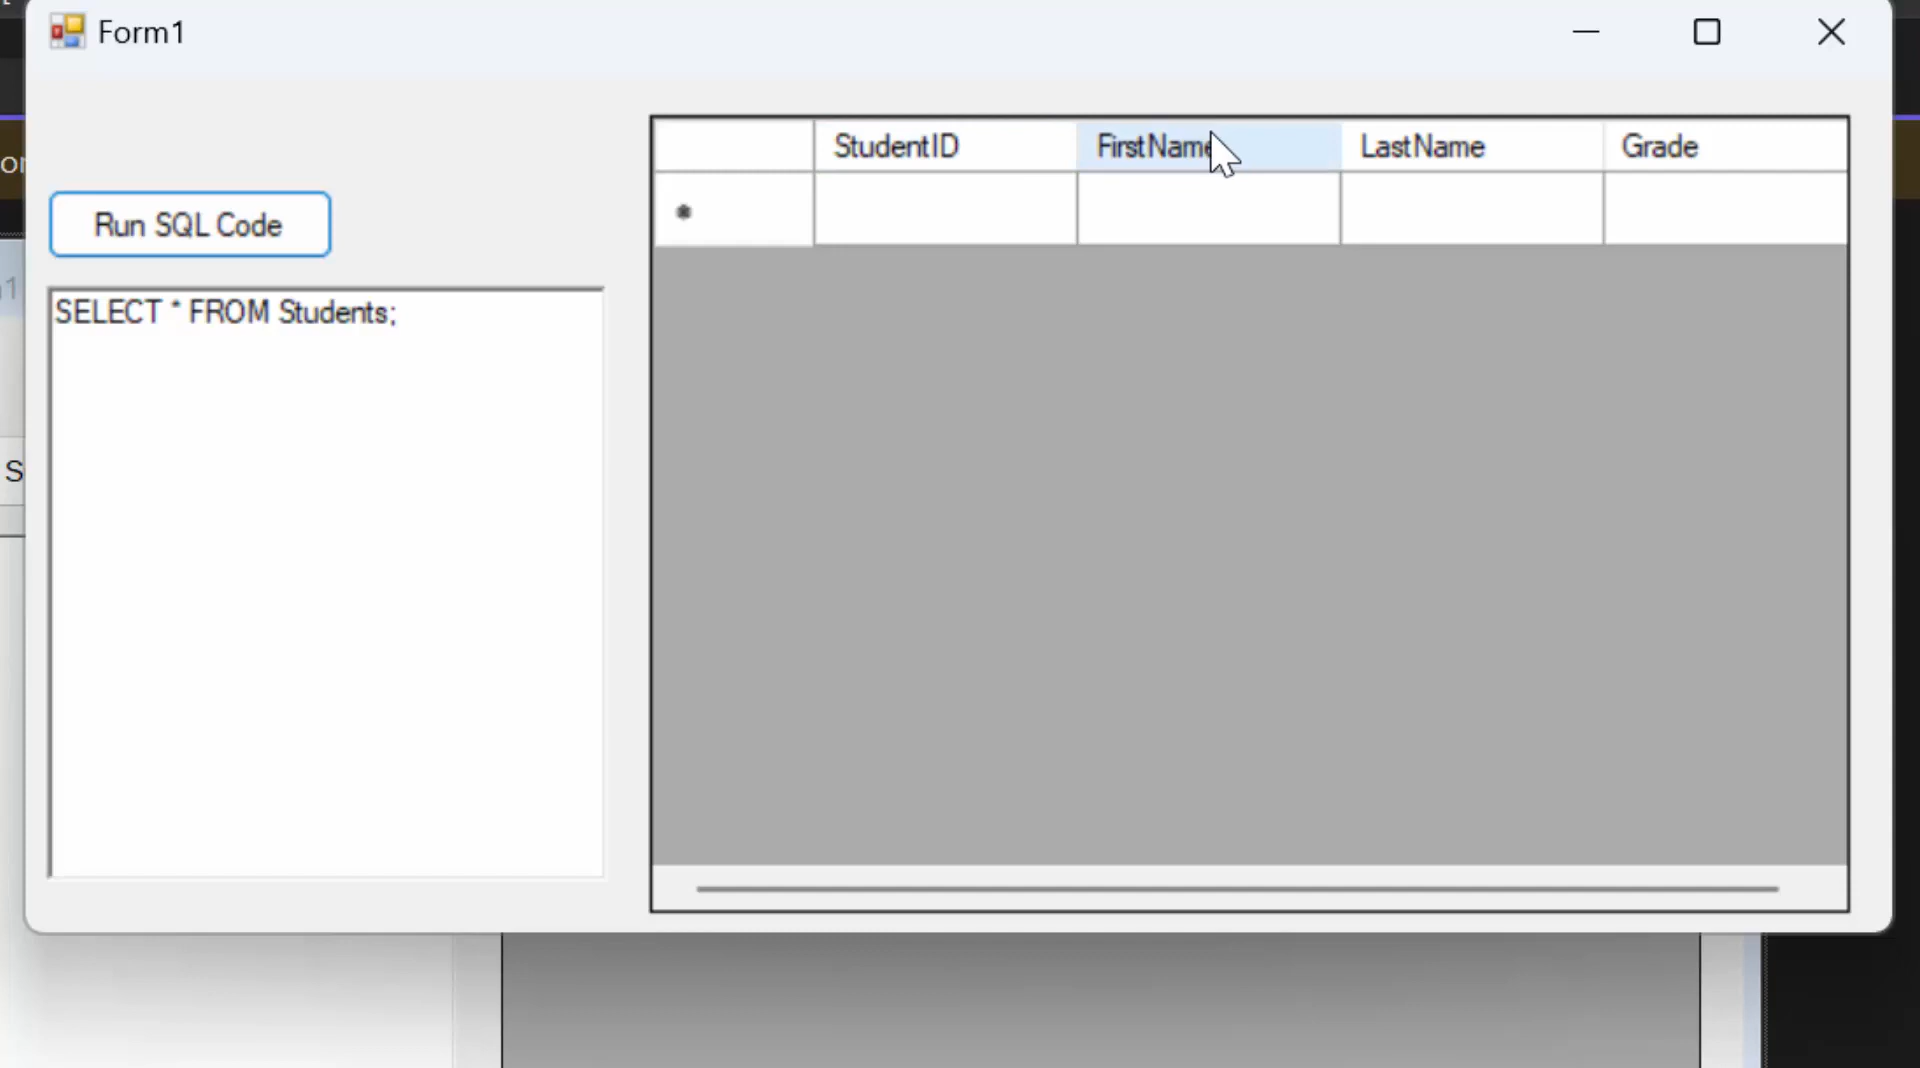 Form1
StudentID FirstName LastName Grade
Run SQL Code
SELECT * FROM Students;
S